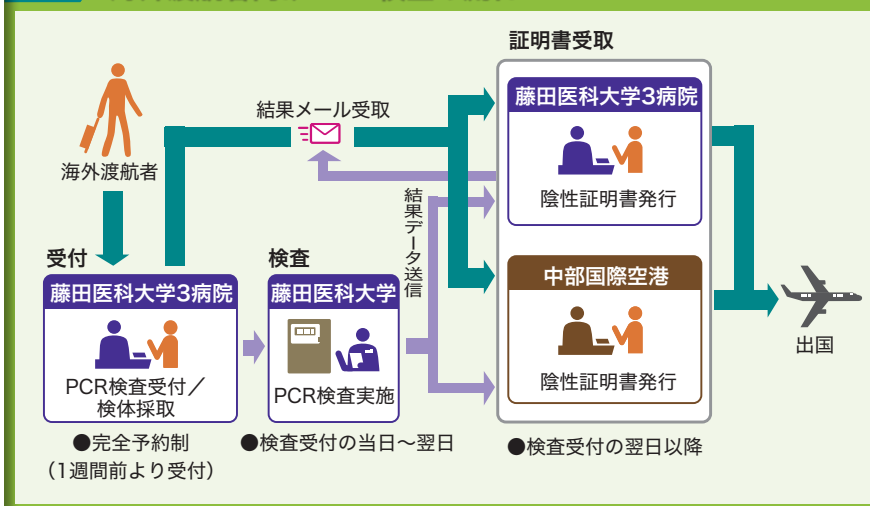 証明書受取
藤田医科大学3病院
陰性証明書発行
結果メール受取
海外渡航者
結果データ送信
受付
藤田医科大学3病院
PCR検査受付／
検体採取
●完全予約制
（1週間前より受付）
検査
藤田医科大学
PCR検査実施
●検査受付の当日～翌日
中部国際空港
陰性証明書発行
●検査受付の翌日以降
出国